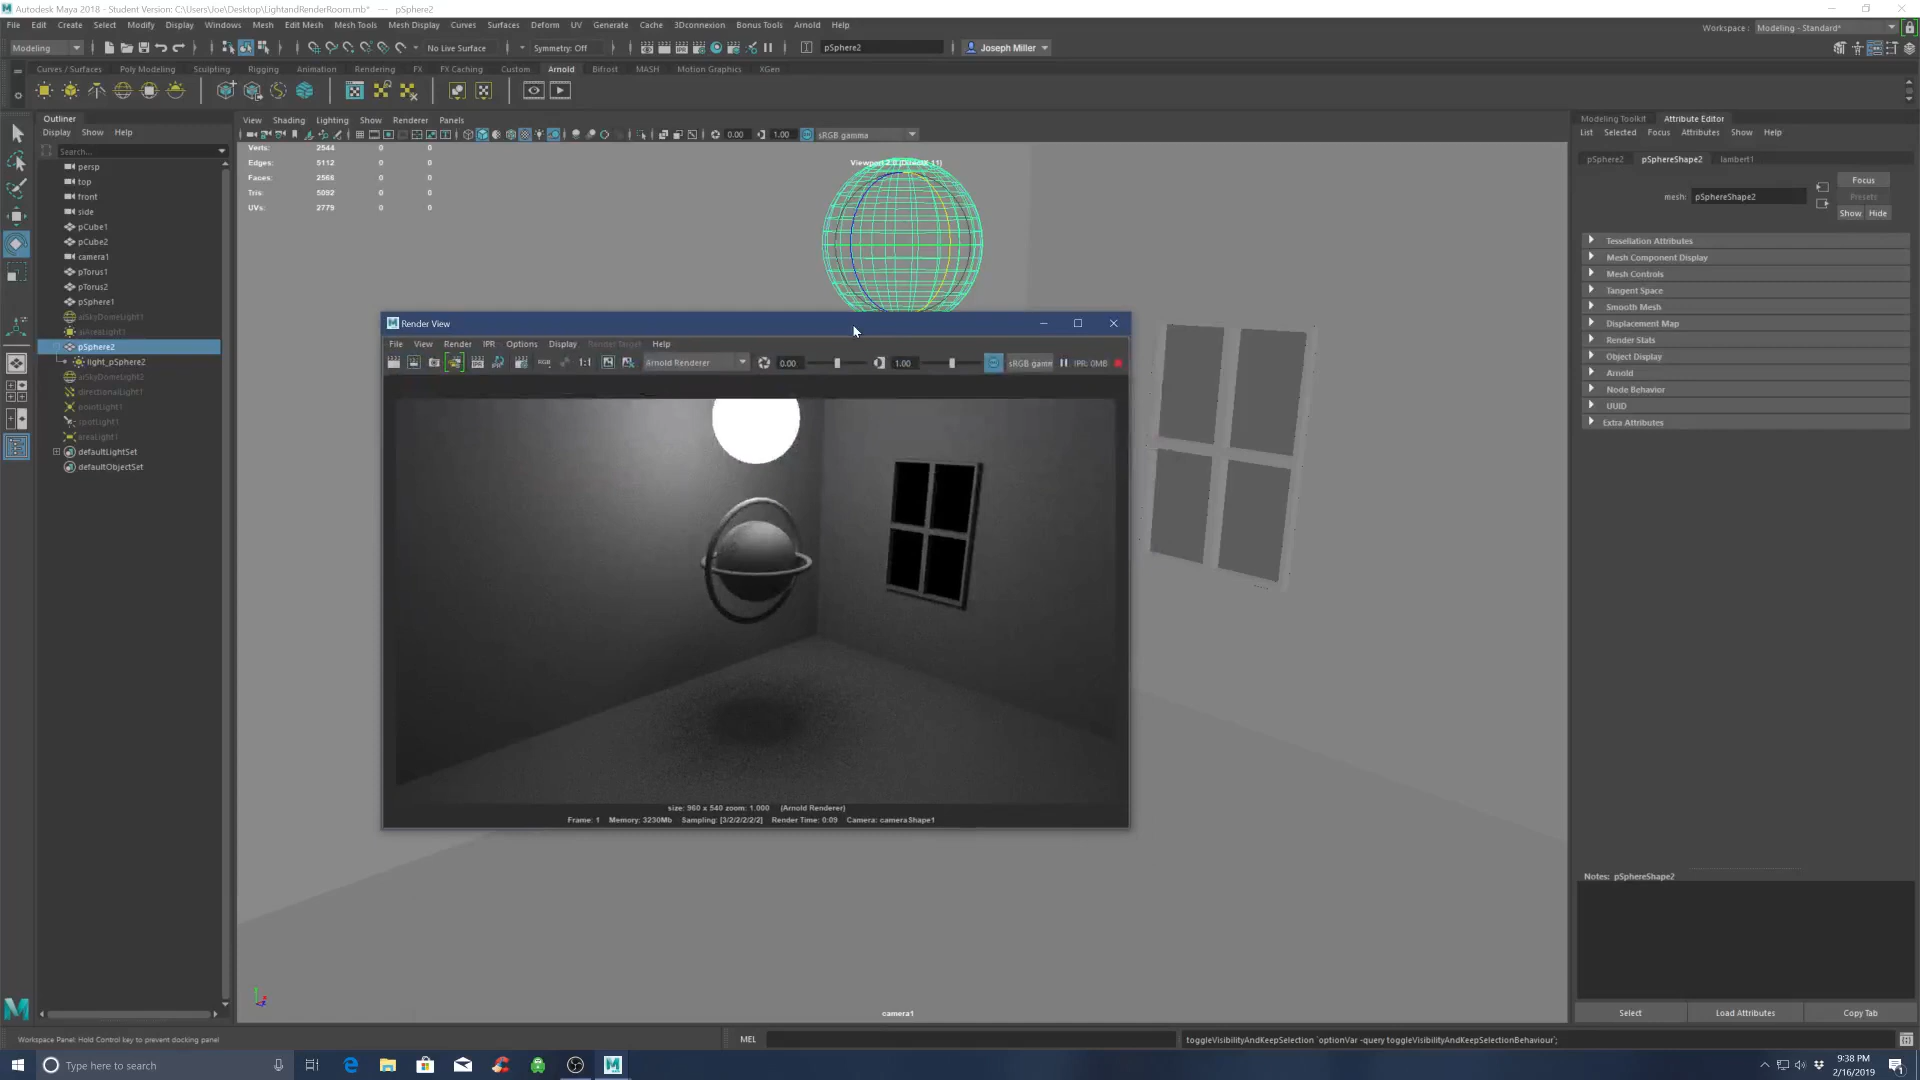 Autodesk Maya 2018 - Student Version: C:\Users\Joe\Desktop\LightandRenderRoom.mb* --- pSphere2
File Edit Create Select Modify Display Windows Mesh Edit Mesh Mesh Tools Mesh Display Curves Surfaces Deform UV Generate Cache 3Dconnexion Bonus Tools Arnold Help
Workspace : Modeling - Standard*
Modeling No Live Surface Symmetry: Off pSphere2 Joseph Miller
Curves / Surfaces Poly Modeling Sculpting Rigging Animation Rendering FX FX Caching Custom Arnold Bifrost MASH Motion Graphics XGen
Outliner
Display Show Help
Search...
persp
top
front
side
pCube1
pCube2
camera1
pTorus1
pTorus2
pSphere1
aiSkyDomeLight1
aiAreaLight1
pSphere2
light_pSphere2
aiSkyDomeLight2
directionalLight1
pointLight1
spotLight1
areaLight1
defaultLightSet
defaultObjectSet
View Shading Lighting Show Renderer Panels
0.00 1.00 sRGB gamma
Verts: 2544 0 0
Edges: 5112 0 0
Faces: 2566 0 0
Tris: 5092 0 0
UVs: 2779 0 0
Viewport 2.0 (DirectX 11)
Render View
File View Render IPR Options Display Render Target Help
1:1 Arnold Renderer 0.00 1.00 sRGB gamm IPR: 0MB
size: 960 x 540 zoom: 1.000 (Arnold Renderer)
Frame: 1 Memory: 3230Mb Sampling: [3/2/2/2/2/2] Render Time: 0:09 Camera: cameraShape1
camera1
Modeling Toolkit Attribute Editor
List Selected Focus Attributes Show Help
pSphere2 pSphereShape2 lambert1
mesh: pSphereShape2
Focus
Presets
Show Hide
Tessellation Attributes
Mesh Component Display
Mesh Controls
Tangent Space
Smooth Mesh
Displacement Map
Render Stats
Object Display
Arnold
Node Behavior
UUID
Extra Attributes
Notes: pSphereShape2
Select Load Attributes Copy Tab
Workspace Panel: Hold Control key to prevent docking panel
MEL
toggleVisibilityAndKeepSelection `optionVar -query toggleVisibilityAndKeepSelectionBehaviour`;
Type here to search
9:38 PM
2/16/2019